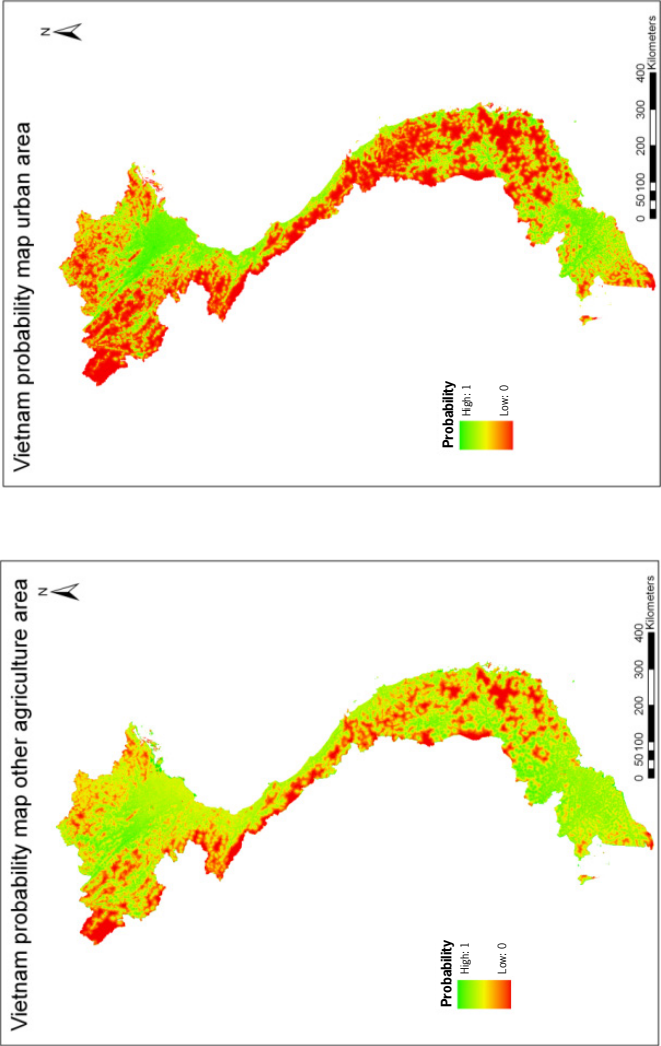 Vietnam probability map other agriculture area
N
Probability
High: 1
Low: 0
0 50 100 200 300 400
Kilometers
Vietnam probability map urban area
N
Probability
High: 1
Low: 0
0 50 100 200 300 400
Kilometers